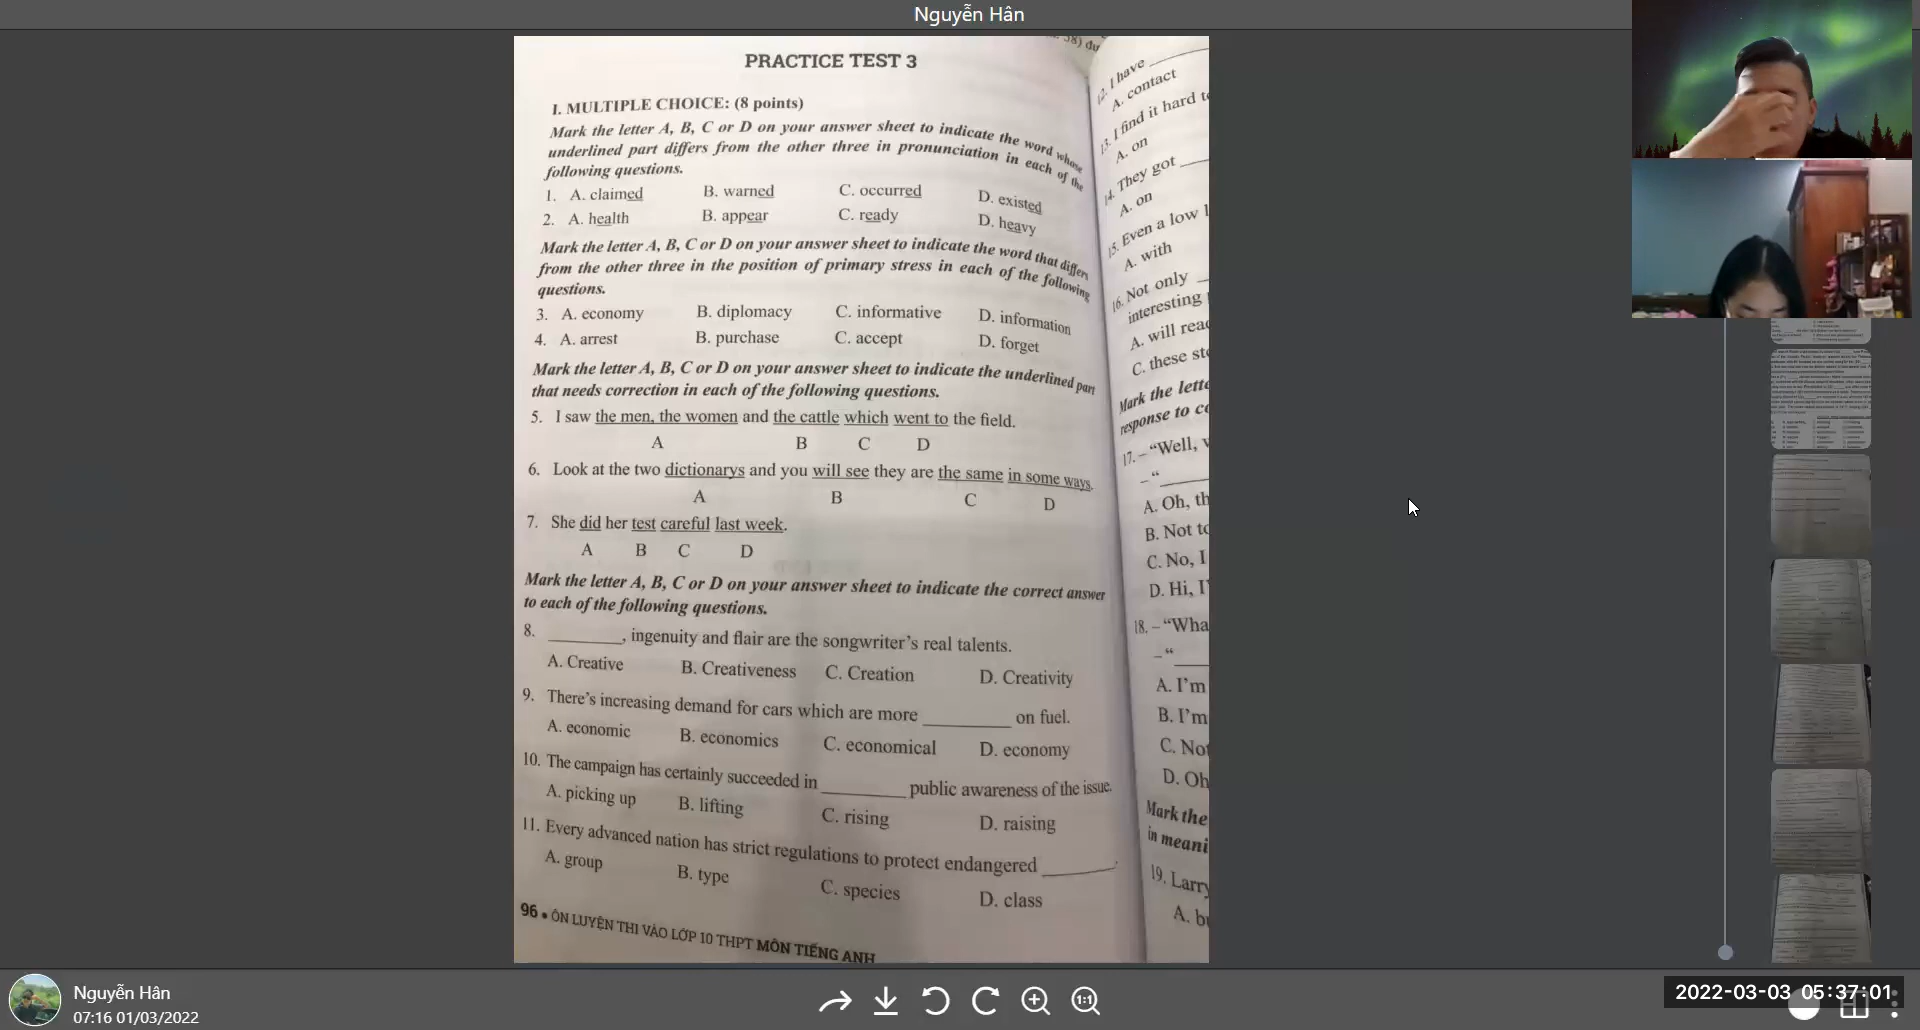 Nguyễn Hân
PRACTICE TEST 3
I. MULTIPLE CHOICE: (8 points)
Mark the letter A, B, C or D on your answer sheet to indicate the word whose
underlined part differs from the other three in pronunciation in each of the
following questions.
1. A. claimed B. warned C. occurred D. existed
2. A. health B. appear C. ready D. heavy
Mark the letter A, B, C or D on your answer sheet to indicate the word that differs
from the other three in the position of primary stress in each of the following
questions.
3. A. economy B. diplomacy C. informative D. information
4. A. arrest B. purchase C. accept D. forget
Mark the letter A, B, C or D on your answer sheet to indicate the underlined part
that needs correction in each of the following questions.
5. I saw the men, the women and the cattle which went to the field.
A B C D
6. Look at the two dictionarys and you will see they are the same in some ways.
A B C D
7. She did her test careful last week.
A B C D
Mark the letter A, B, C or D on your answer sheet to indicate the correct answer
to each of the following questions.
8. ________, ingenuity and flair are the songwriter's real talents.
A. Creative B. Creativeness C. Creation D. Creativity
9. There's increasing demand for cars which are more _________ on fuel.
A. economic B. economics C. economical D. economy
10. The campaign has certainly succeeded in _________ public awareness of the issue.
A. picking up B. lifting C. rising D. raising
11. Every advanced nation has strict regulations to protect endangered ________.
A. group B. type C. species D. class
96 • ÔN LUYỆN THI VÀO LỚP 10 THPT MÔN TIẾNG ANH
12. I have ____
A. contact
13. I find it hard
A. on
14. They got ____
A. on
15. Even a low
A. with
16. Not only __
interesting
A. will
C. these
Mark the
response to
17. – "Well,
– "____
A. Oh,
B. Not
C. No, I
D. Hi,
18. –
– "____
A. I'm
B. I'm
C.
D. Oh
Mark the
in
19. Larry
A.
Nguyễn Hân
07:16 01/03/2022
1:1
2022-03-03 05:37:01